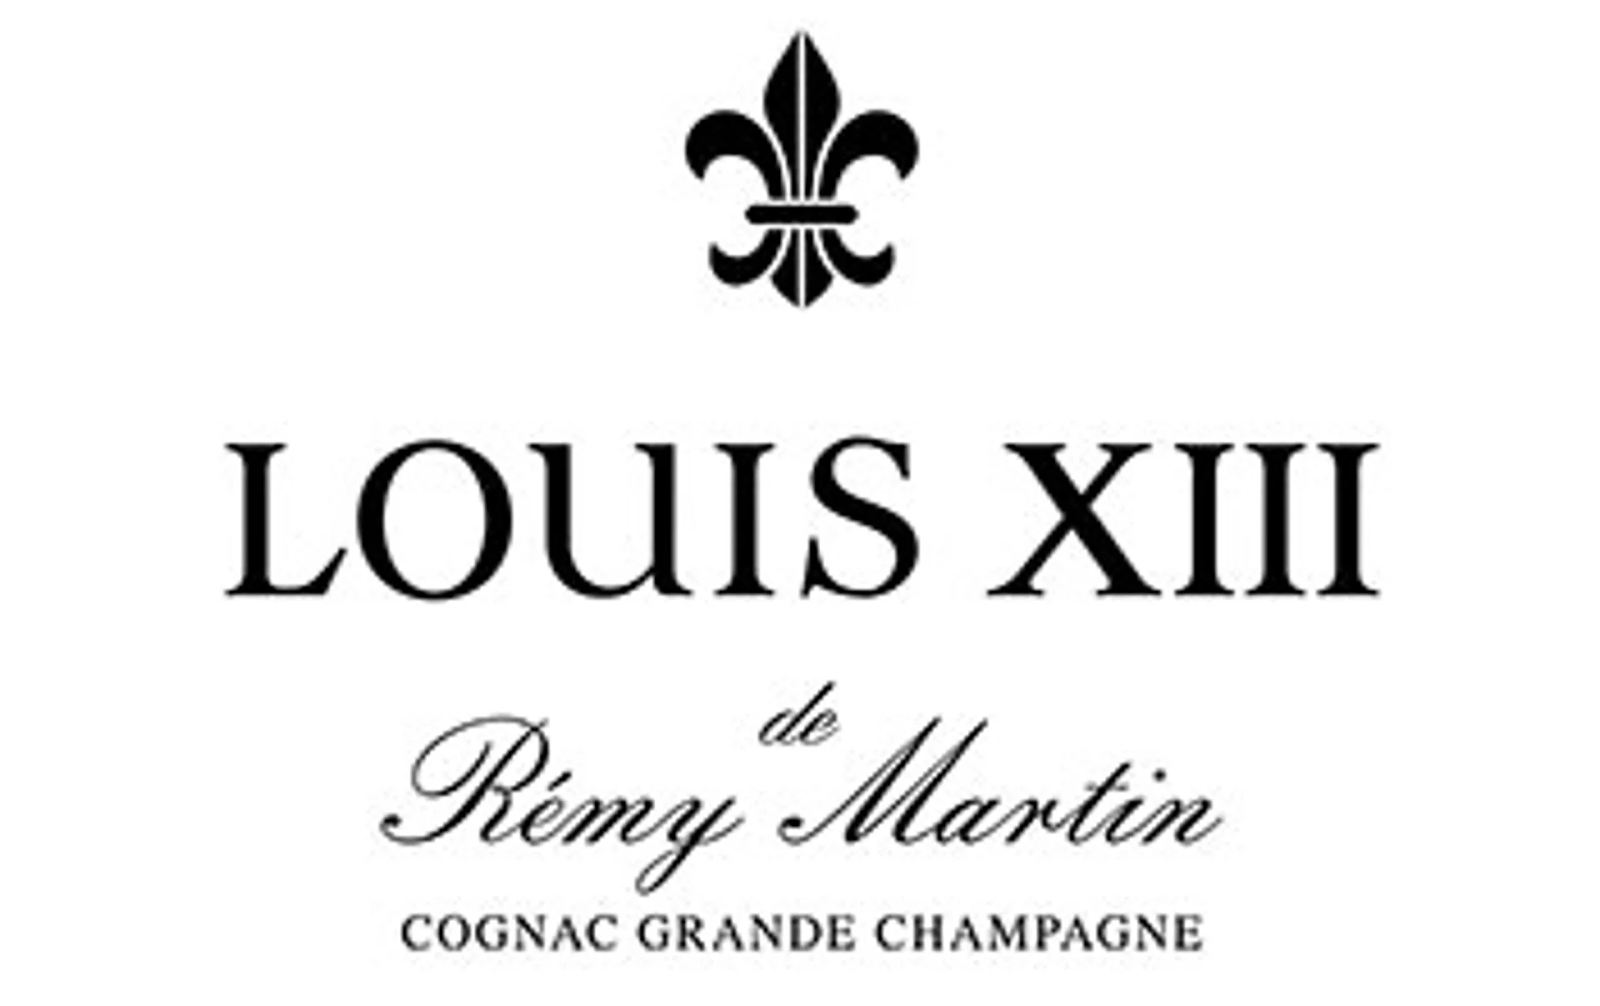 LOUIS XIII
de
Rémy Martin
COGNAC GRANDE CHAMPAGNE